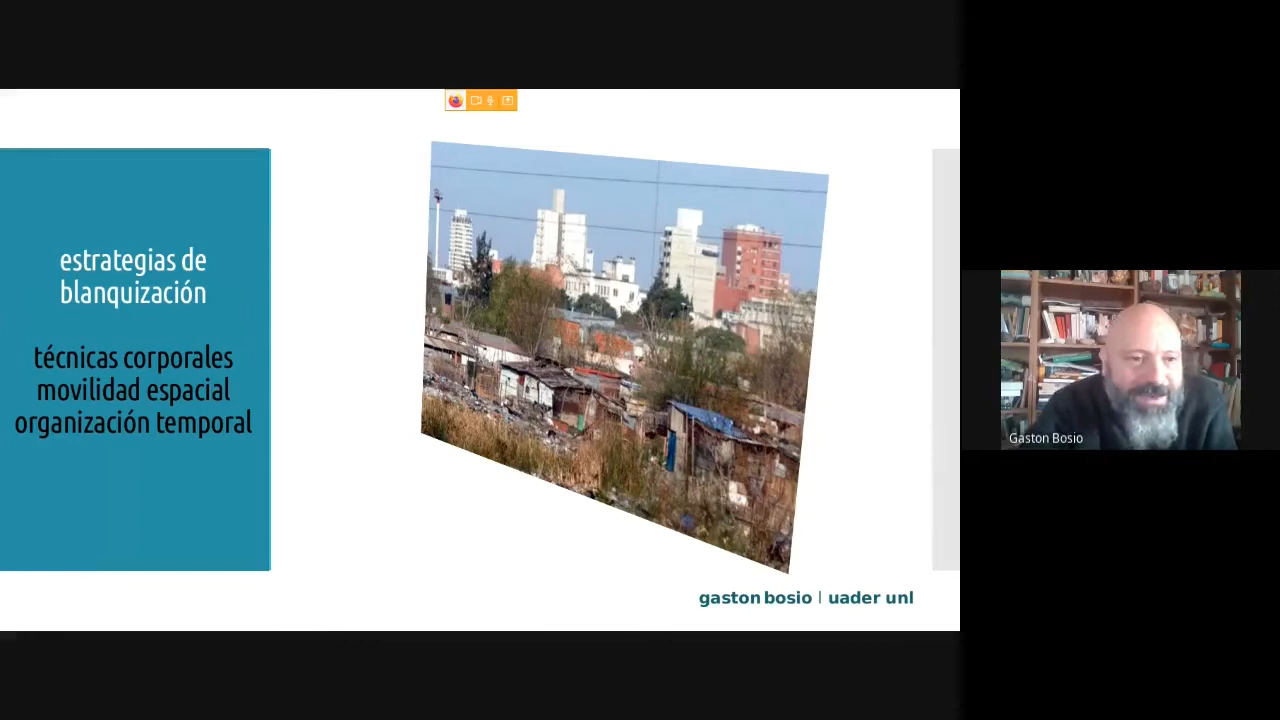 estrategias de
blanquización
técnicas corporales
movilidad espacial
organización temporal
gaston bosio | uader unl
Gaston Bosio